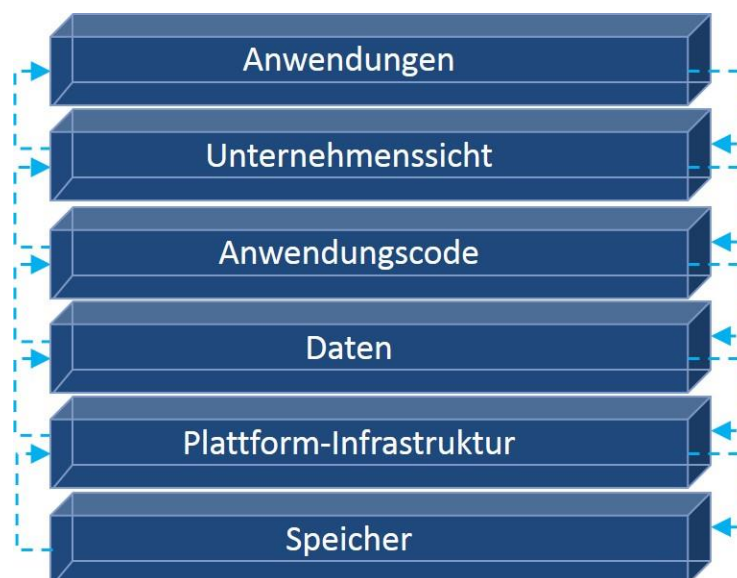 Anwendungen
Unternehmenssicht
Anwendungscode
Daten
Plattform-Infrastruktur
Speicher